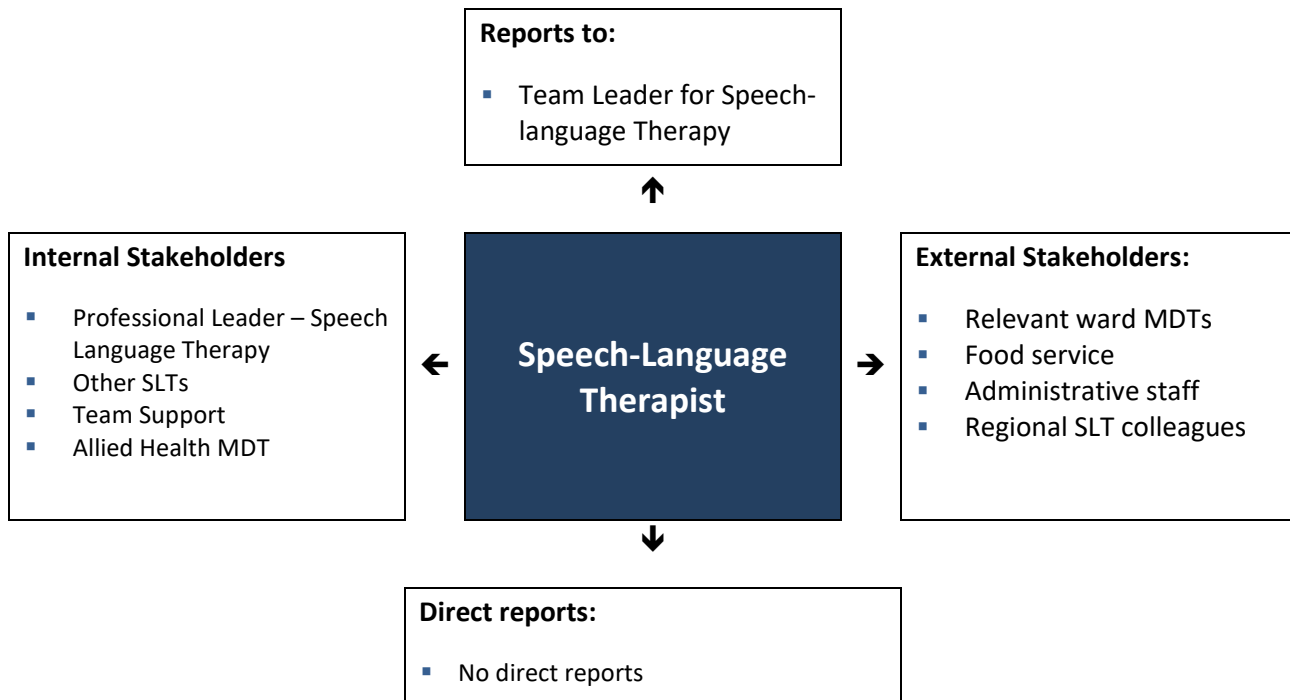 Reports to:
▪ Team Leader for Speech-
language Therapy
Internal Stakeholders
▪ Professional Leader – Speech
Language Therapy
▪ Other SLTs
▪ Team Support
▪ Allied Health MDT
Speech-Language
Therapist
External Stakeholders:
▪ Relevant ward MDTs
▪ Food service
▪ Administrative staff
▪ Regional SLT colleagues
Direct reports:
▪ No direct reports